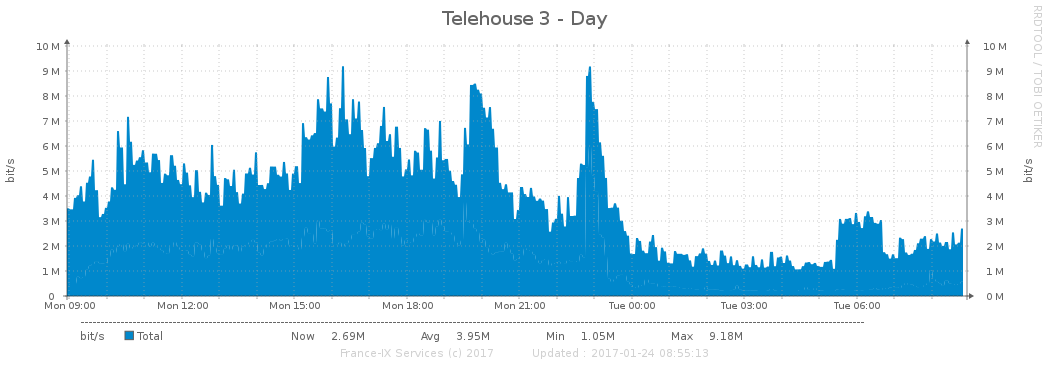 Telehouse 3 - Day
RRDTOOL / TOBI OETIKER
bit/s
bit/s
10 M 10 M
9 M 9 M
8 M 8 M
7 M 7 M
6 M 6 M
5 M 5 M
4 M 4 M
3 M 3 M
2 M 2 M
1 M 1 M
0 0 M
Mon 09:00 Mon 12:00 Mon 15:00 Mon 18:00 Mon 21:00 Tue 00:00 Tue 03:00 Tue 06:00
bit/s Total Now 2.69M Avg 3.95M Min 1.05M Max 9.18M
France-IX Services (c) 2017 Updated : 2017-01-24 08:55:13